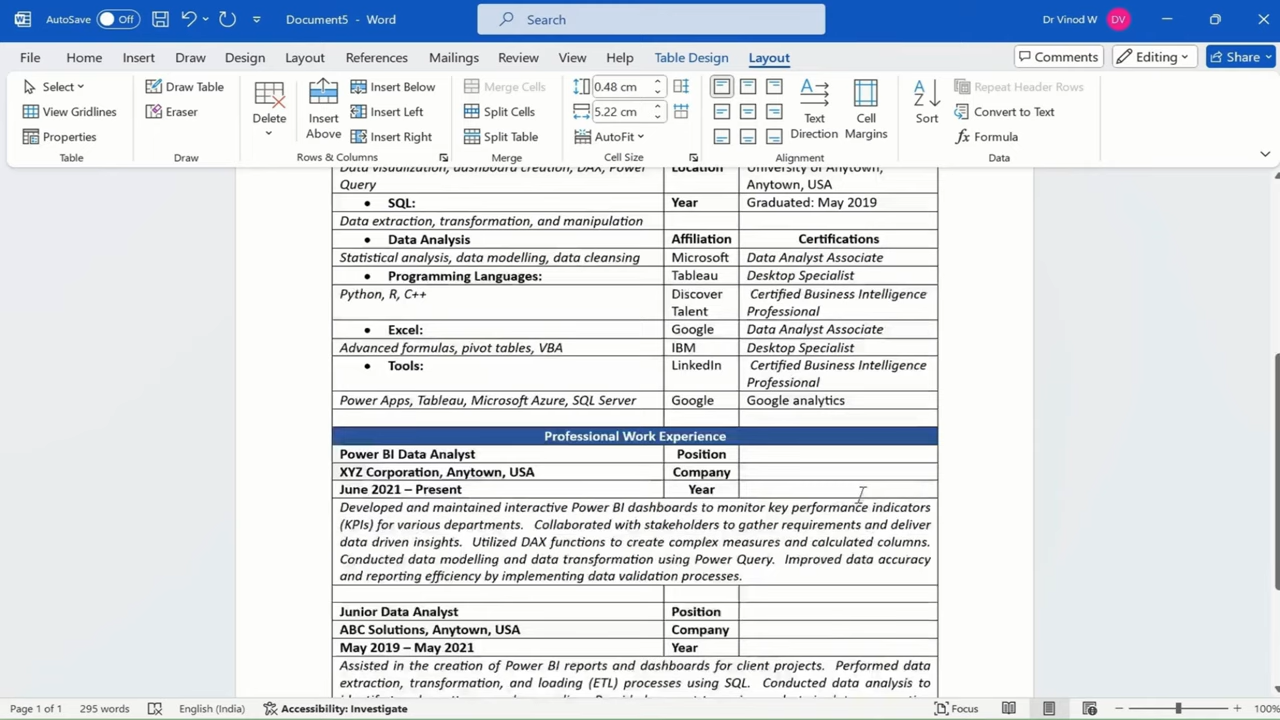 AutoSave Off Document5 - Word Search Dr Vinod W DV
File Home Insert Draw Design Layout References Mailings Review View Help Table Design Layout Comments Editing Share
Select Draw Table Delete Insert Above Insert Below Merge Cells 0.48 cm Text Direction Cell Margins Sort Repeat Header Rows
View Gridlines Eraser Insert Left Split Cells 5.22 cm Convert to Text
Properties Insert Right Split Table AutoFit fx Formula
Table Draw Rows & Columns Merge Cell Size Alignment Data
Data visualization, dashboard creation, DAX, Power Location University of Anytown,
Query Anytown, USA
• SQL: Year Graduated: May 2019
Data extraction, transformation, and manipulation
• Data Analysis Affiliation Certifications
Statistical analysis, data modelling, data cleansing Microsoft Data Analyst Associate
• Programming Languages: Tableau Desktop Specialist
Python, R, C++ Discover Certified Business Intelligence
Talent Professional
• Excel: Google Data Analyst Associate
Advanced formulas, pivot tables, VBA IBM Desktop Specialist
• Tools: LinkedIn Certified Business Intelligence
Professional
Power Apps, Tableau, Microsoft Azure, SQL Server Google Google analytics
Professional Work Experience
Power BI Data Analyst Position
XYZ Corporation, Anytown, USA Company
June 2021 – Present Year
Developed and maintained interactive Power BI dashboards to monitor key performance indicators
(KPIs) for various departments. Collaborated with stakeholders to gather requirements and deliver
data driven insights. Utilized DAX functions to create complex measures and calculated columns.
Conducted data modelling and data transformation using Power Query. Improved data accuracy
and reporting efficiency by implementing data validation processes.
Junior Data Analyst Position
ABC Solutions, Anytown, USA Company
May 2019 – May 2021 Year
Assisted in the creation of Power BI reports and dashboards for client projects. Performed data
extraction, transformation, and loading (ETL) processes using SQL. Conducted data analysis to
Page 1 of 1 295 words English (India) Accessibility: Investigate Focus 100%